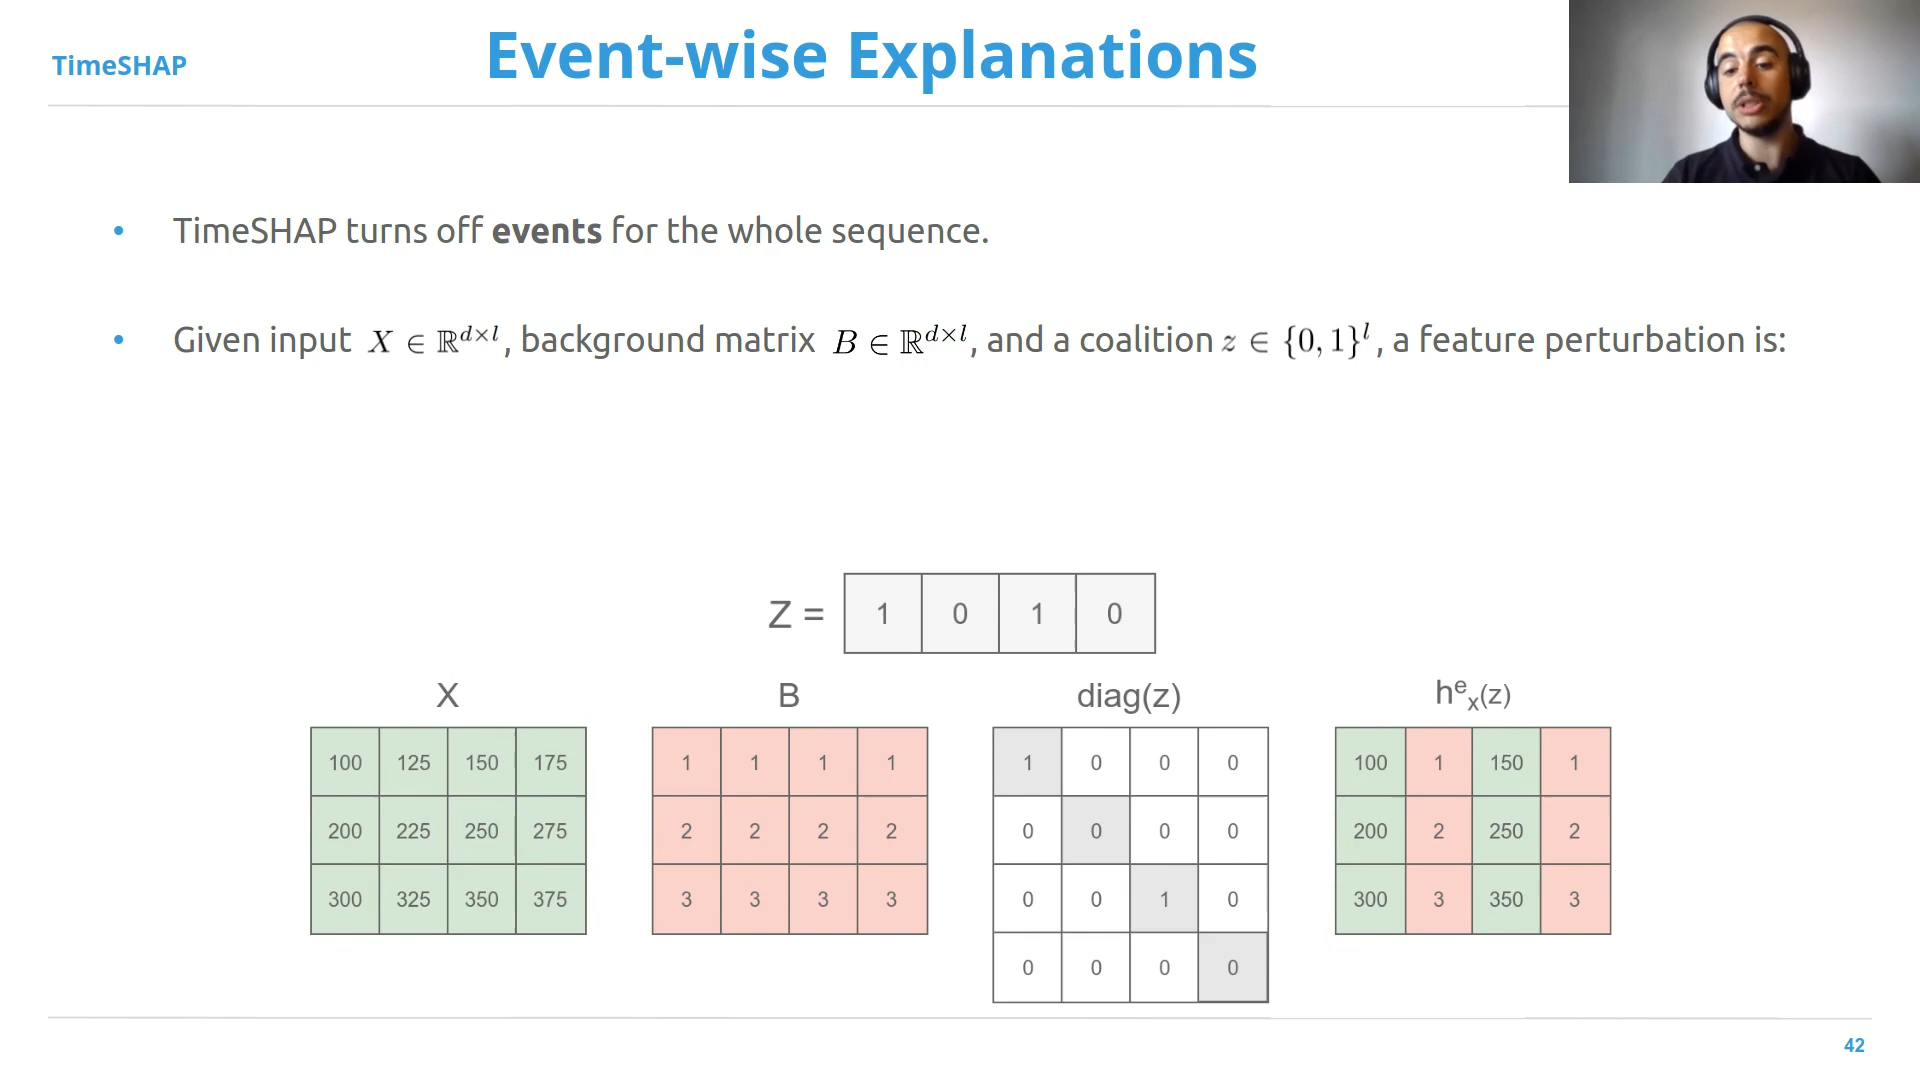 TimeSHAP
Event-wise Explanations
• TimeSHAP turns off events for the whole sequence.
• Given input X ∈ ℝ^{d×l}, background matrix B ∈ ℝ^{d×l}, and a coalition z ∈ {0, 1}^l, a feature perturbation is:
Z = 1 0 1 0
X
100 125 150 175
200 225 250 275
300 325 350 375
B
1 1 1 1
2 2 2 2
3 3 3 3
diag(z)
1 0 0 0
0 0 0 0
0 0 1 0
0 0 0 0
h^e_x(z)
100 1 150 1
200 2 250 2
300 3 350 3
42